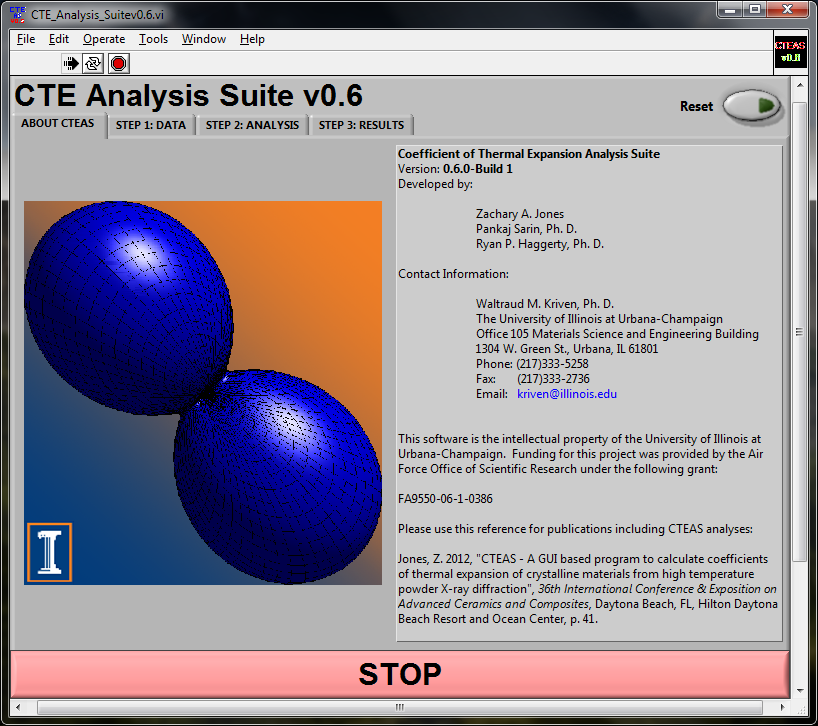 CTE_Analysis_Suitev0.6.vi
File Edit Operate Tools Window Help
CTEAS
v0.II
CTE Analysis Suite v0.6
Reset
ABOUT CTEAS STEP 1: DATA STEP 2: ANALYSIS STEP 3: RESULTS
Coefficient of Thermal Expansion Analysis Suite
Version: 0.6.0-Build 1
Developed by:
Zachary A. Jones
Pankaj Sarin, Ph. D.
Ryan P. Haggerty, Ph. D.
Contact Information:
Waltraud M. Kriven, Ph. D.
The University of Illinois at Urbana-Champaign
Office 105 Materials Science and Engineering Building
1304 W. Green St., Urbana, IL 61801
Phone: (217)333-5258
Fax: (217)333-2736
Email: kriven@illinois.edu
This software is the intellectual property of the University of Illinois at
Urbana-Champaign. Funding for this project was provided by the Air
Force Office of Scientific Research under the following grant:
FA9550-06-1-0386
Please use this reference for publications including CTEAS analyses:
Jones, Z. 2012, "CTEAS - A GUI based program to calculate coefficients
of thermal expansion of crystalline materials from high temperature
powder X-ray diffraction", 36th International Conference & Exposition on
Advanced Ceramics and Composites, Daytona Beach, FL, Hilton Daytona
Beach Resort and Ocean Center, p. 41.
I
STOP